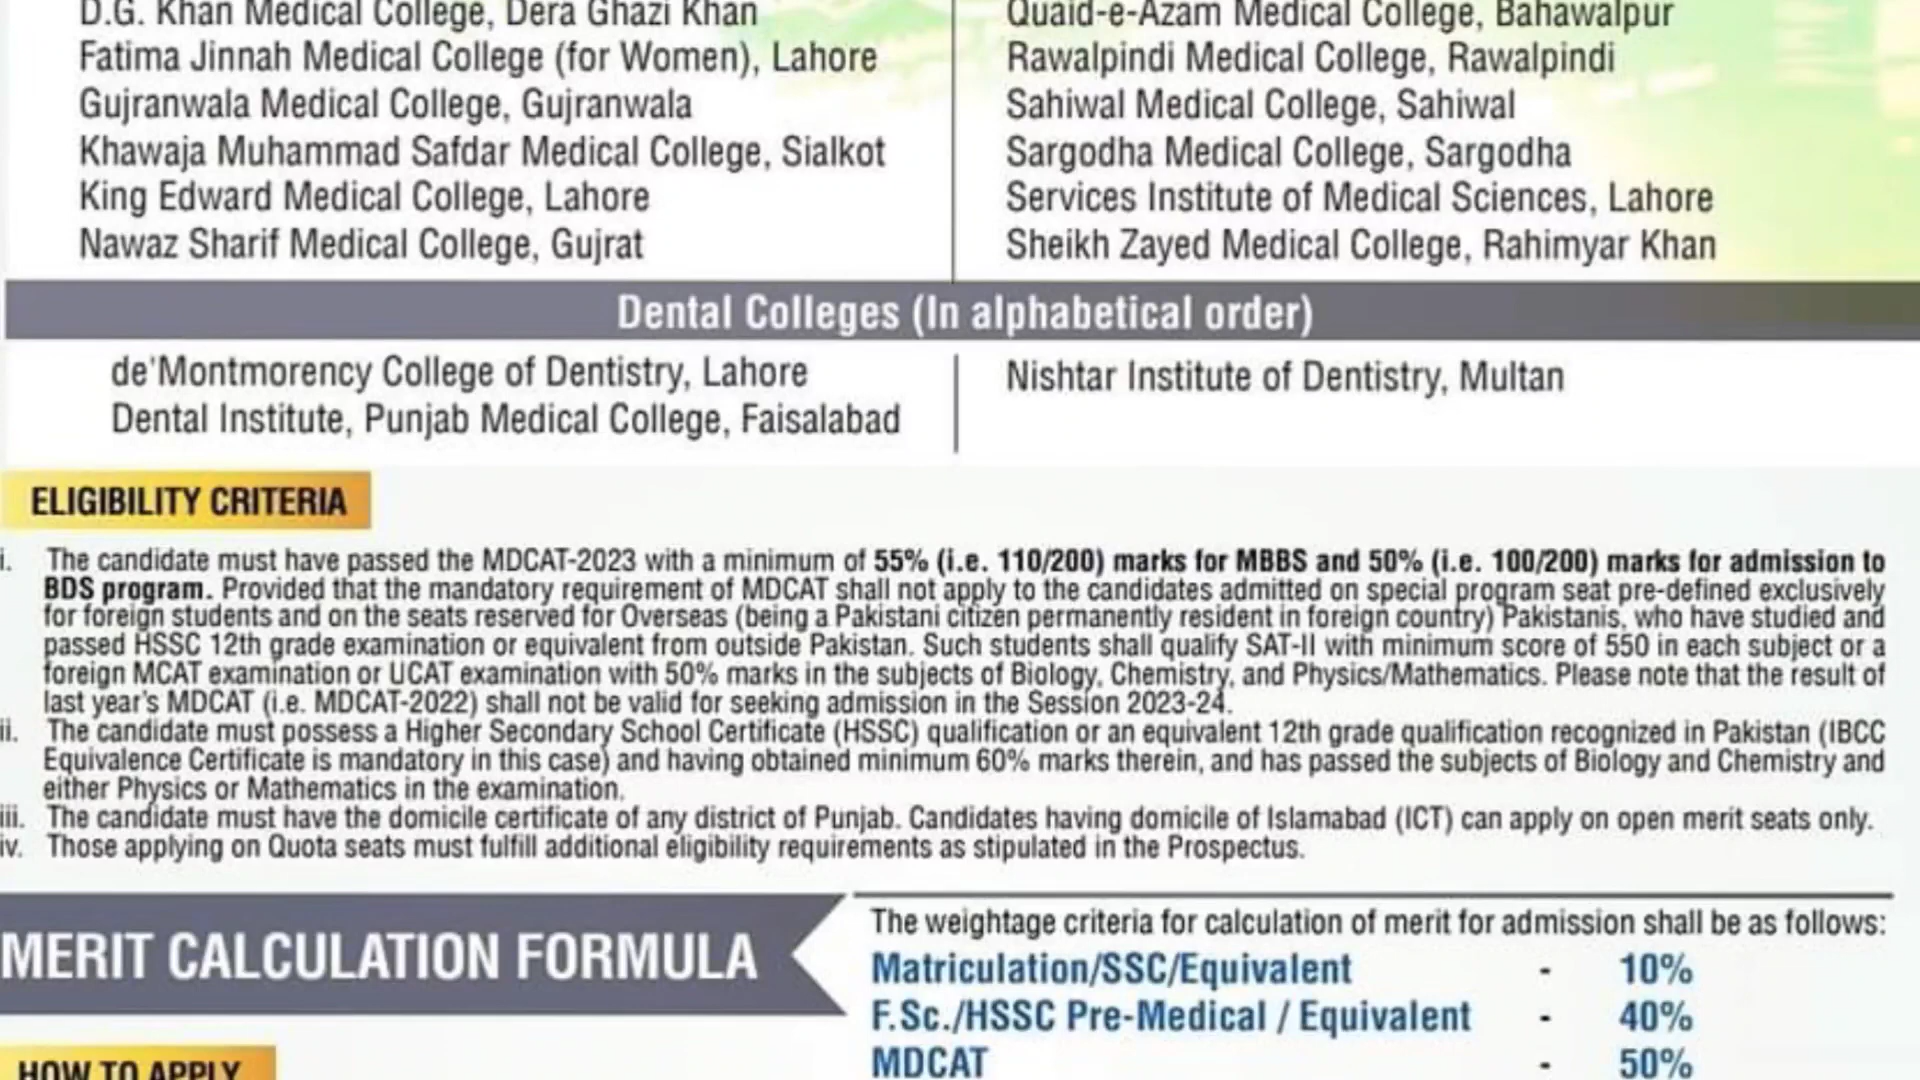 D.G. Khan Medical College, Dera Ghazi Khan
Fatima Jinnah Medical College (for Women), Lahore
Gujranwala Medical College, Gujranwala
Khawaja Muhammad Safdar Medical College, Sialkot
King Edward Medical College, Lahore
Nawaz Sharif Medical College, Gujrat
Quaid-e-Azam Medical College, Bahawalpur
Rawalpindi Medical College, Rawalpindi
Sahiwal Medical College, Sahiwal
Sargodha Medical College, Sargodha
Services Institute of Medical Sciences, Lahore
Sheikh Zayed Medical College, Rahimyar Khan
Dental Colleges (In alphabetical order)
de'Montmorency College of Dentistry, Lahore
Dental Institute, Punjab Medical College, Faisalabad
Nishtar Institute of Dentistry, Multan
ELIGIBILITY CRITERIA
i. The candidate must have passed the MDCAT-2023 with a minimum of 55% (i.e. 110/200) marks for MBBS and 50% (i.e. 100/200) marks for admission to
BDS program. Provided that the mandatory requirement of MDCAT shall not apply to the candidates admitted on special program seat pre-defined exclusively
for foreign students and on the seats reserved for Overseas (being a Pakistani citizen permanently resident in foreign country) Pakistanis, who have studied and
passed HSSC 12th grade examination or equivalent from outside Pakistan. Such students shall qualify SAT-II with minimum score of 550 in each subject or a
foreign MCAT examination or UCAT examination with 50% marks in the subjects of Biology, Chemistry, and Physics/Mathematics. Please note that the result of
last year's MDCAT (i.e. MDCAT-2022) shall not be valid for seeking admission in the Session 2023-24.
ii. The candidate must possess a Higher Secondary School Certificate (HSSC) qualification or an equivalent 12th grade qualification recognized in Pakistan (IBCC
Equivalence Certificate is mandatory in this case) and having obtained minimum 60% marks therein, and has passed the subjects of Biology and Chemistry and
either Physics or Mathematics in the examination.
iii. The candidate must have the domicile certificate of any district of Punjab. Candidates having domicile of Islamabad (ICT) can apply on open merit seats only.
iv. Those applying on Quota seats must fulfill additional eligibility requirements as stipulated in the Prospectus.
MERIT CALCULATION FORMULA
The weightage criteria for calculation of merit for admission shall be as follows:
Matriculation/SSC/Equivalent - 10%
F.Sc./HSSC Pre-Medical / Equivalent - 40%
MDCAT - 50%
HOW TO APPLY